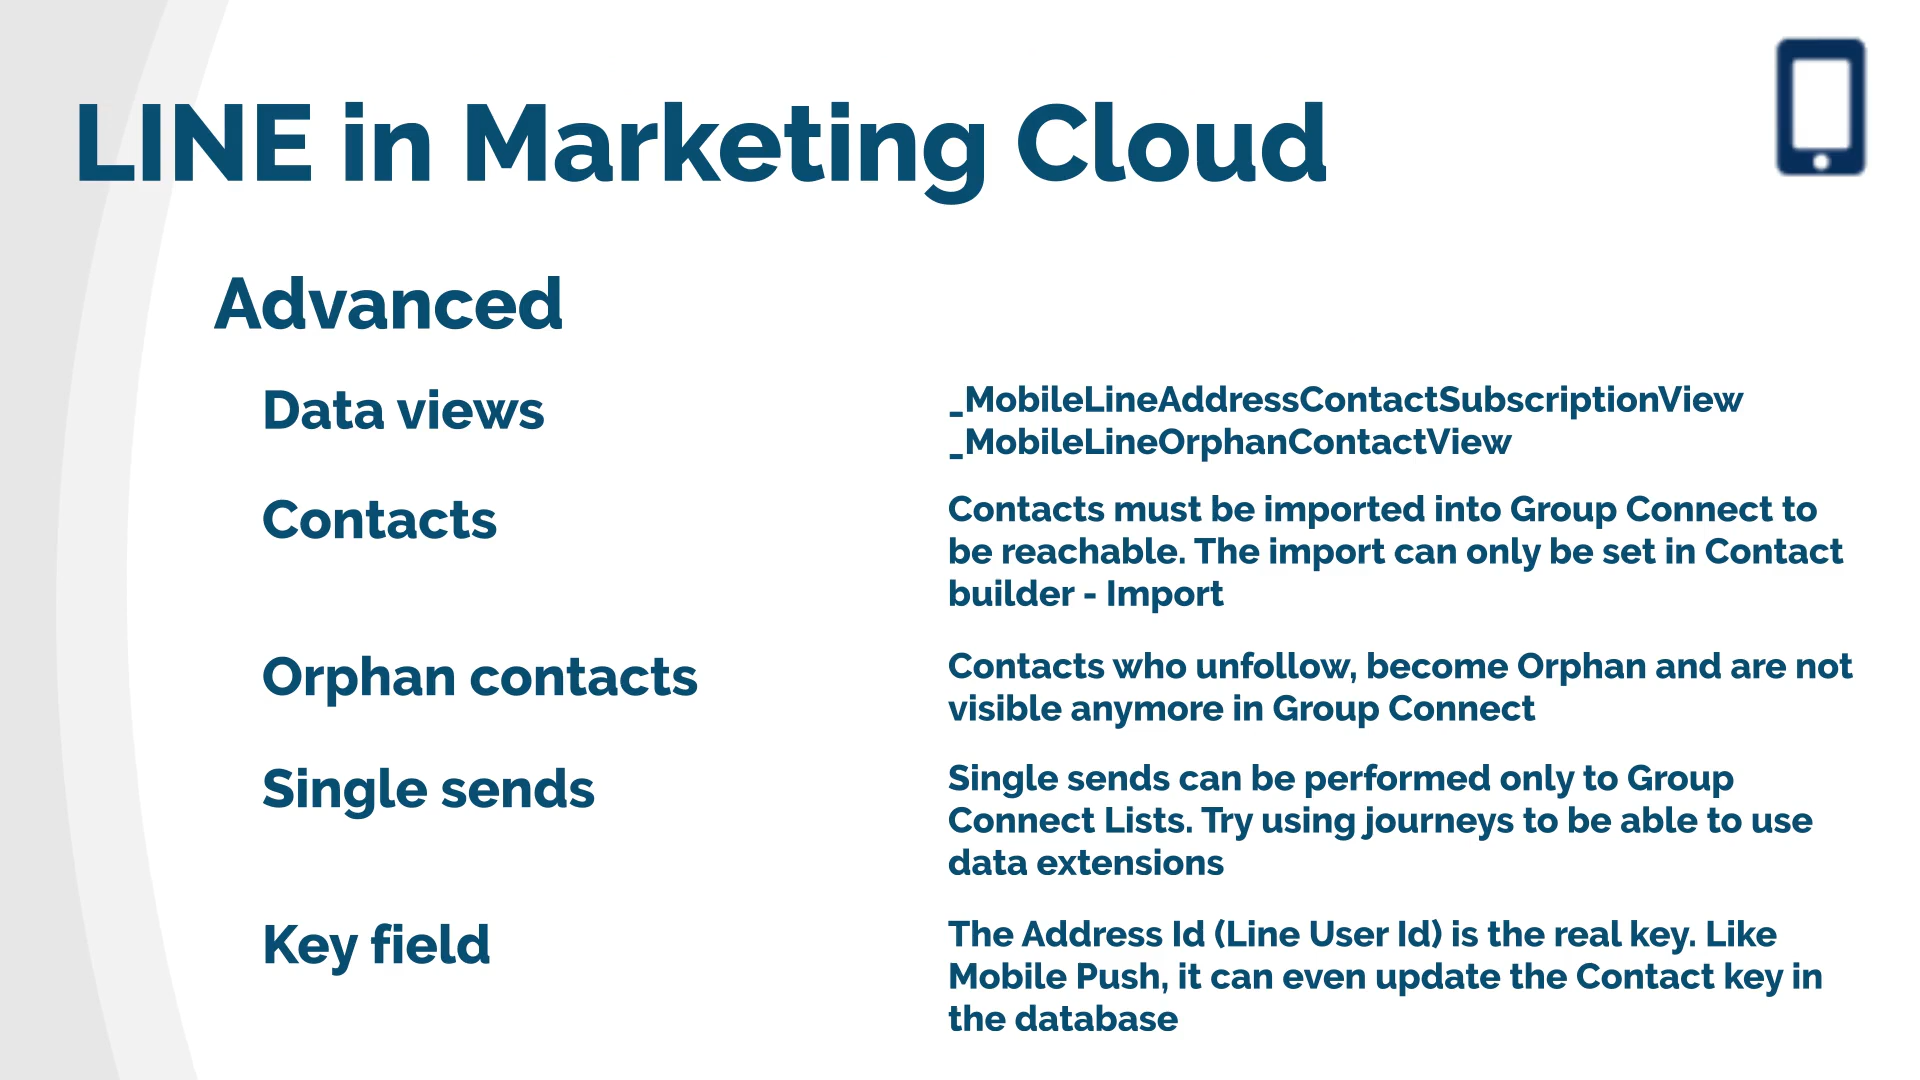 LINE in Marketing Cloud
Advanced
Data views
_MobileLineAddressContactSubscriptionView
_MobileLineOrphanContactView
Contacts
Contacts must be imported into Group Connect to
be reachable. The import can only be set in Contact
builder - Import
Orphan contacts
Contacts who unfollow, become Orphan and are not
visible anymore in Group Connect
Single sends
Single sends can be performed only to Group
Connect Lists. Try using journeys to be able to use
data extensions
Key field
The Address Id (Line User Id) is the real key. Like
Mobile Push, it can even update the Contact key in
the database